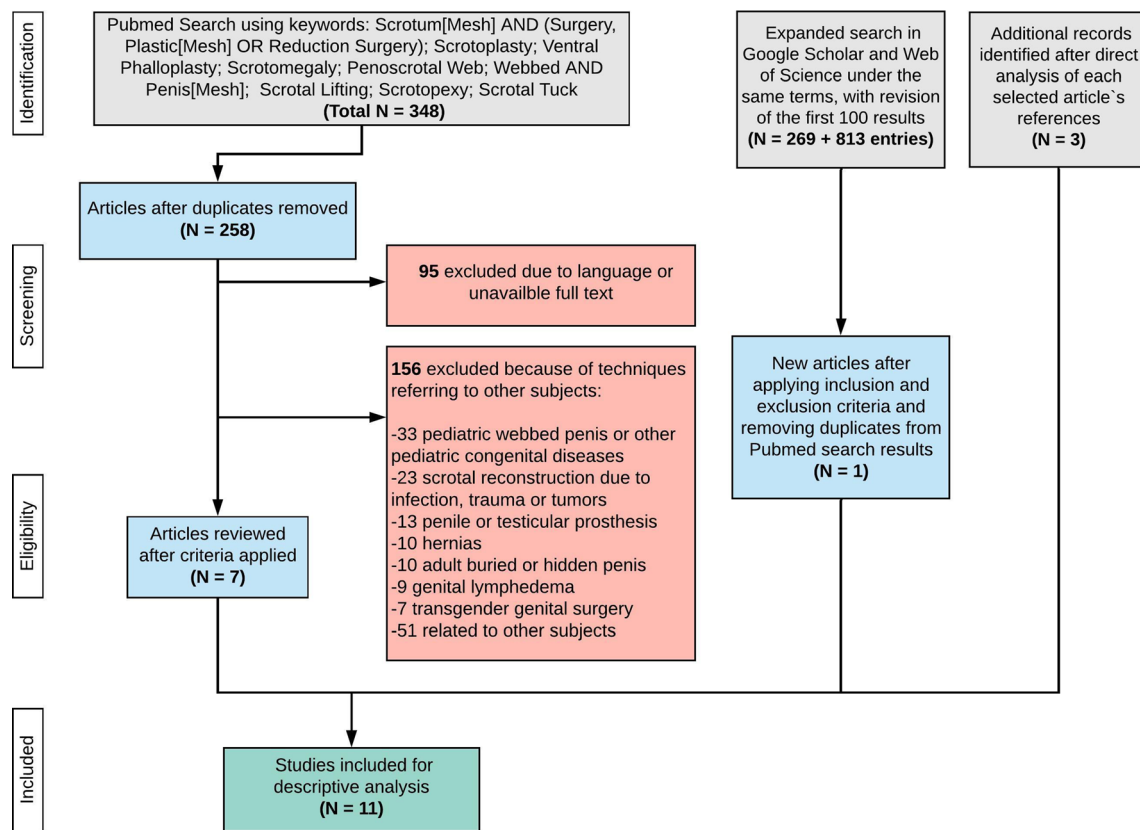 Identification
Pubmed Search using keywords: Scrotum[Mesh] AND (Surgery,
Plastic[Mesh] OR Reduction Surgery); Scrotoplasty; Ventral
Phalloplasty; Scrotomegaly; Penoscrotal Web; Webbed AND
Penis[Mesh]; Scrotal Lifting; Scrotopexy; Scrotal Tuck
(Total N = 348)
Expanded search in
Google Scholar and Web
of Science under the
same terms, with revision
of the first 100 results
(N = 269 + 813 entries)
Additional records
identified after direct
analysis of each
selected article`s
references
(N = 3)
Articles after duplicates removed
(N = 258)
Screening
95 excluded due to language or
unavailble full text
156 excluded because of techniques
referring to other subjects:
-33 pediatric webbed penis or other
pediatric congenital diseases
-23 scrotal reconstruction due to
infection, trauma or tumors
-13 penile or testicular prosthesis
-10 hernias
-10 adult buried or hidden penis
-9 genital lymphedema
-7 transgender genital surgery
-51 related to other subjects
New articles after
applying inclusion and
exclusion criteria and
removing duplicates from
Pubmed search results
(N = 1)
Eligibility
Articles reviewed
after criteria applied
(N = 7)
Included
Studies included for
descriptive analysis
(N = 11)